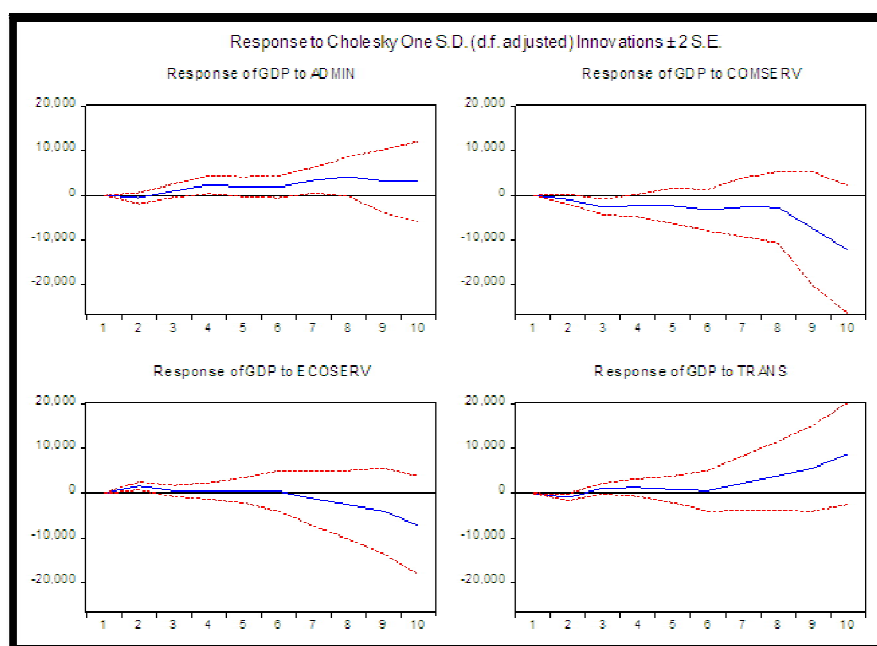 Response to Cholesky One S.D. (d.f. adjusted) Innovations ± 2 S.E.
Response of GDP to ADMIN
20,000
10,000
0
-10,000
-20,000
1 2 3 4 5 6 7 8 9 10
Response of GDP to COMSERV
20,000
10,000
0
-10,000
-20,000
1 2 3 4 5 6 7 8 9 10
Response of GDP to ECOSERV
20,000
10,000
0
-10,000
-20,000
1 2 3 4 5 6 7 8 9 10
Response of GDP to TRANS
20,000
10,000
0
-10,000
-20,000
1 2 3 4 5 6 7 8 9 10